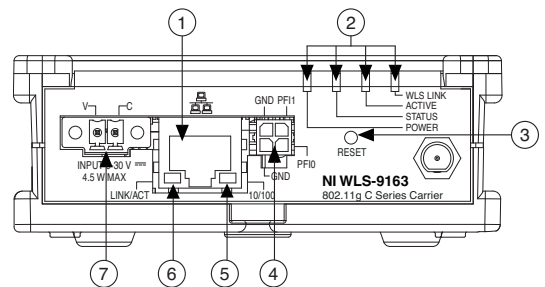 1
2
WLS LINK
ACTIVE
STATUS
POWER
GND PFI1
V
C
3
RESET
PFI0
INPUT -30 V
4.5 W MAX
GND
LINK/ACT
10/100
NI WLS-9163
802.11g C Series Carrier
7
6
5
4